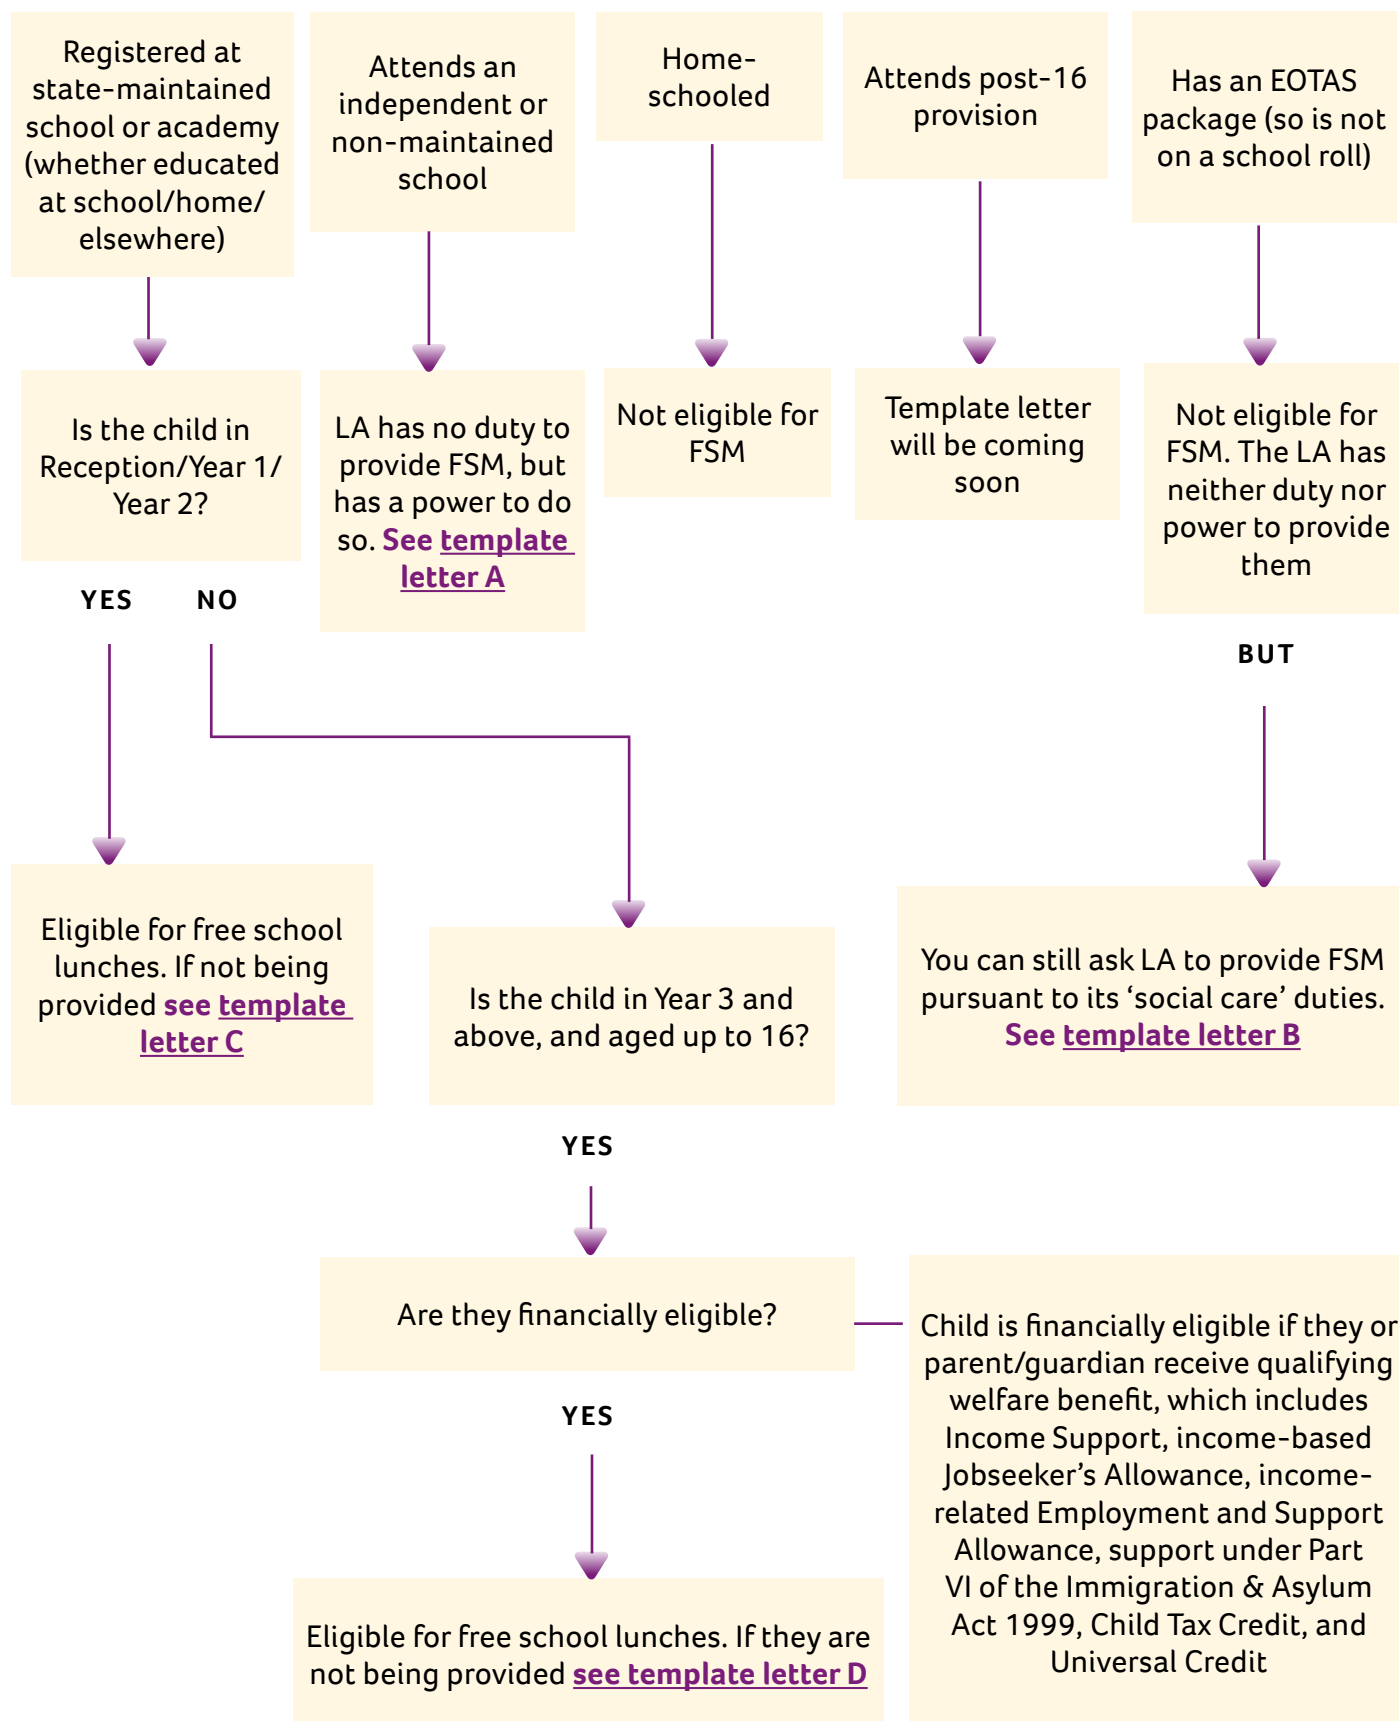 Registered at
state-maintained
school or academy
(whether educated
at school/home/
elsewhere)
Attends an
independent or
non-maintained
school
Home-
schooled
Attends post-16
provision
Has an EOTAS
package (so is not
on a school roll)
Is the child in
Reception/Year 1/
Year 2?
LA has no duty to
provide FSM, but
has a power to do
so. See template
letter A
Not eligible for
FSM
Template letter
will be coming
soon
Not eligible for
FSM. The LA has
neither duty nor
power to provide
them
YES
NO
BUT
Eligible for free school
lunches. If not being
provided see template
letter C
Is the child in Year 3 and
above, and aged up to 16?
You can still ask LA to provide FSM
pursuant to its ‘social care’ duties.
See template letter B
YES
Are they financially eligible?
Child is financially eligible if they or
parent/guardian receive qualifying
welfare benefit, which includes
Income Support, income-based
Jobseeker’s Allowance, income-
related Employment and Support
Allowance, support under Part
VI of the Immigration & Asylum
Act 1999, Child Tax Credit, and
Universal Credit
YES
Eligible for free school lunches. If they are
not being provided see template letter D